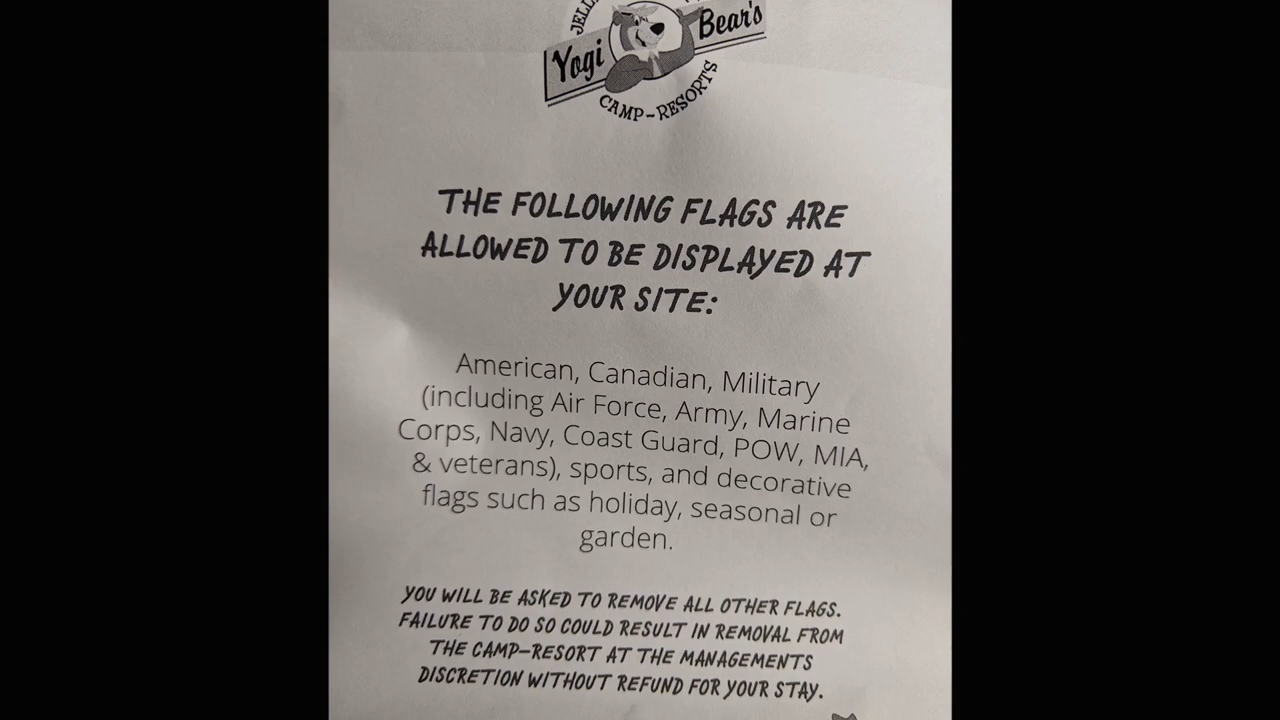 Yogi Bear's
CAMP-RESORTS
THE FOLLOWING FLAGS ARE
ALLOWED TO BE DISPLAYED AT
YOUR SITE:
American, Canadian, Military
(including Air Force, Army, Marine
Corps, Navy, Coast Guard, POW, MIA,
& veterans), sports, and decorative
flags such as holiday, seasonal or
garden.
YOU WILL BE ASKED TO REMOVE ALL OTHER FLAGS.
FAILURE TO DO SO COULD RESULT IN REMOVAL FROM
THE CAMP-RESORT AT THE MANAGEMENTS
DISCRETION WITHOUT REFUND FOR YOUR STAY.